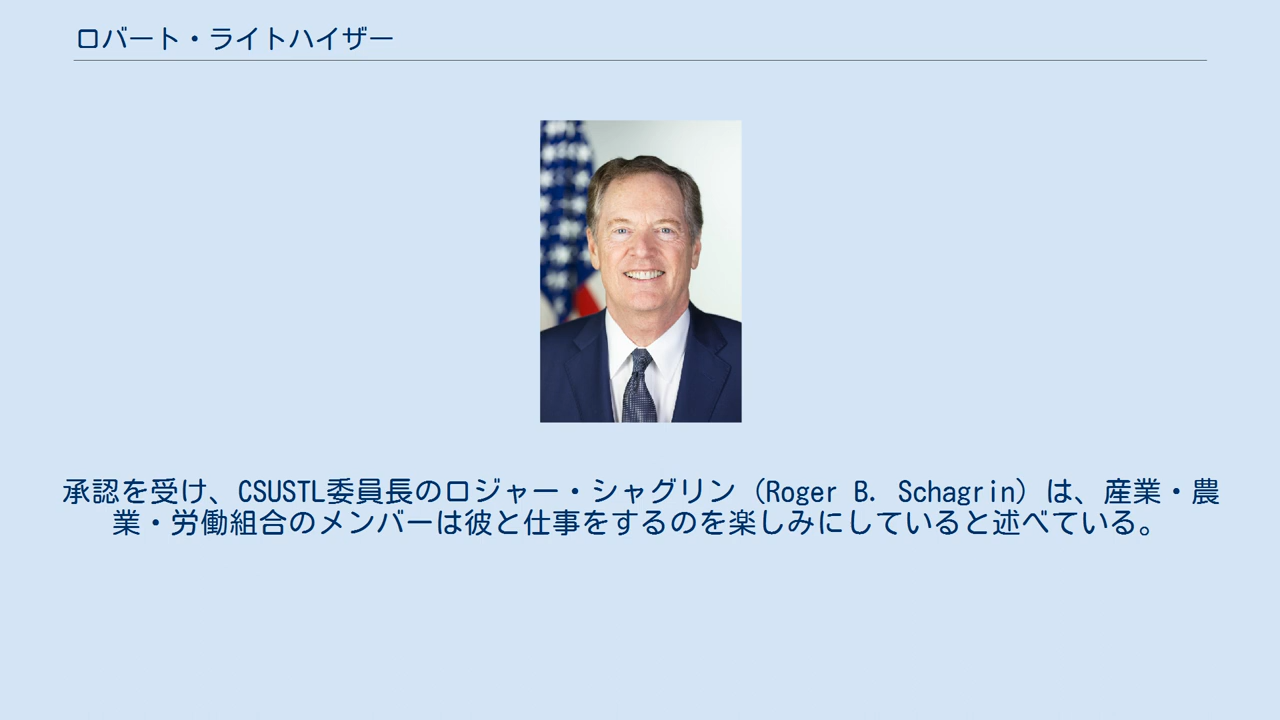 ロバート・ライトハイザー
承認を受け、CSUSTL委員長のロジャー・シャグリン（Roger B. Schagrin）は、産業・農
業・労働組合のメンバーは彼と仕事をするのを楽しみにしていると述べている。